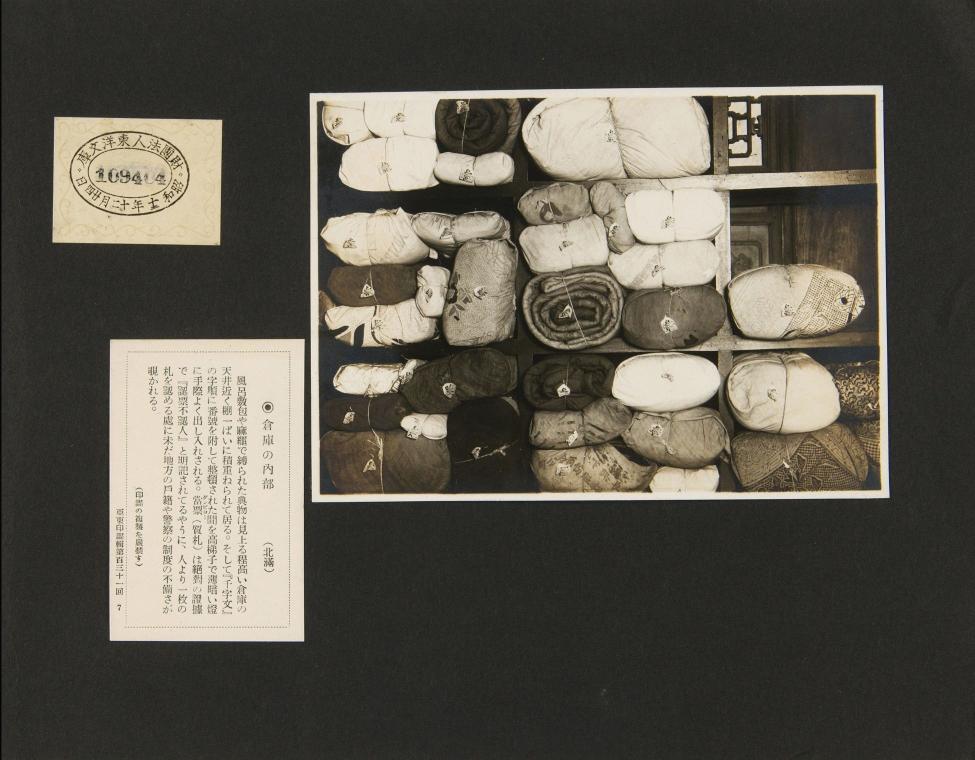 財團法人東洋文庫
109404
昭和十年十二月廿四日
◉ 倉庫の內部 (北滿)
風呂敷包や麻繩で縛られた典物は見上る程高い倉庫の
天井近く棚一ぱいに積重ねられて居る。そして『千字文』
の字順に番號を附して整頓された間を高梯子で薄暗い燈
に手際よく出し入れされる。當票(質札)は絕對の證據
で『認票不認人』と明記されてるやうに、人より一枚の
札を認める處に未だ地方の戶籍や警察の制度の不備さが
覗かれる。
(印畫の複製を嚴禁す)
亞東印畫輯第百三十一回 7